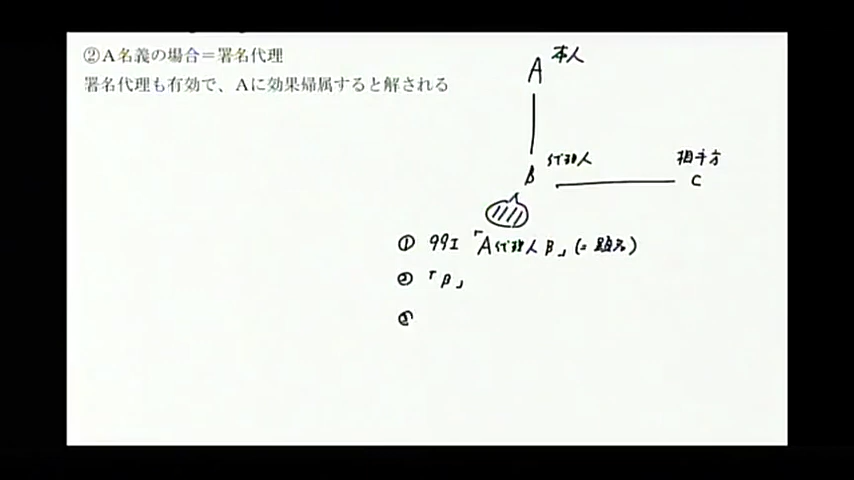 ②A名義の場合＝署名代理
署名代理も有効で、Aに効果帰属すると解される
A 本人
B 代理人
相手方
C
① 99I 「A代理人B」(＝顕名)
② 「B」
③